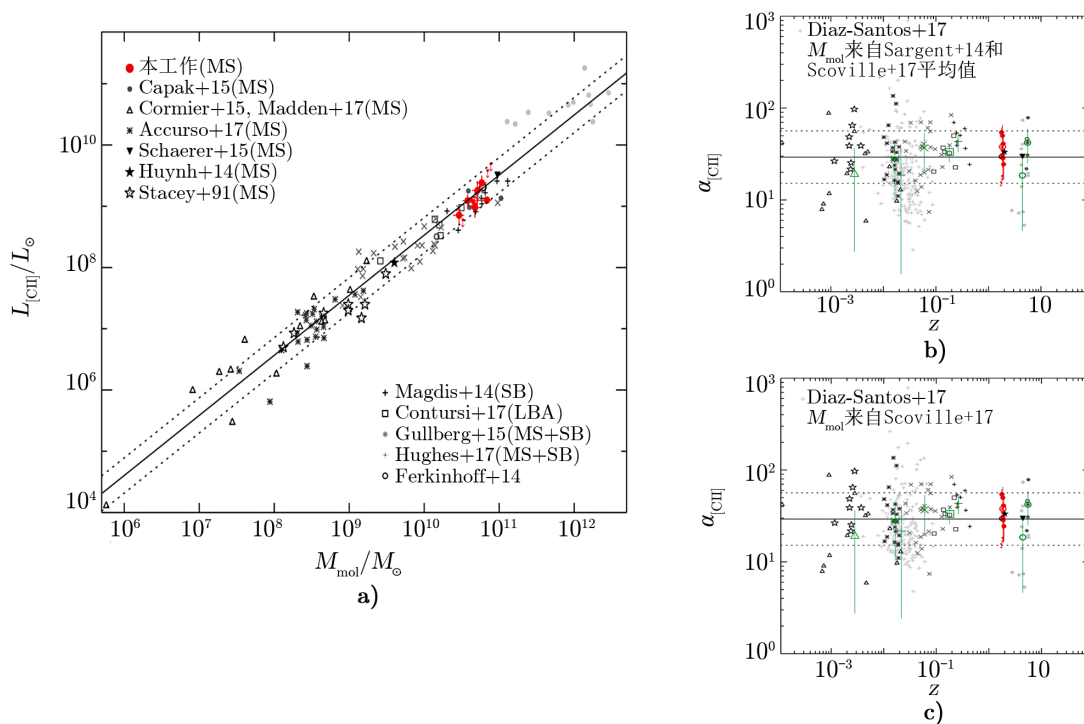 本工作(MS)
Capak+15(MS)
Cormier+15, Madden+17(MS)
Accurso+17(MS)
Schaerer+15(MS)
Huynh+14(MS)
Stacey+91(MS)
Magdis+14(SB)
Contursi+17(LBA)
Gullberg+15(MS+SB)
Hughes+17(MS+SB)
Ferkinhoff+14
L[CII]/L⊙
10^10
10^8
10^6
10^4
10^6 10^7 10^8 10^9 10^10 10^11 10^12
M_mol/M⊙
a)
Diaz-Santos+17
M_mol来自Sargent+14和
Scoville+17平均值
α[CII]
10^3
10^2
10^1
10^0
10^−3 10^−1 10
z
b)
Diaz-Santos+17
M_mol来自Scoville+17
α[CII]
10^3
10^2
10^1
10^0
10^−3 10^−1 10
z
c)